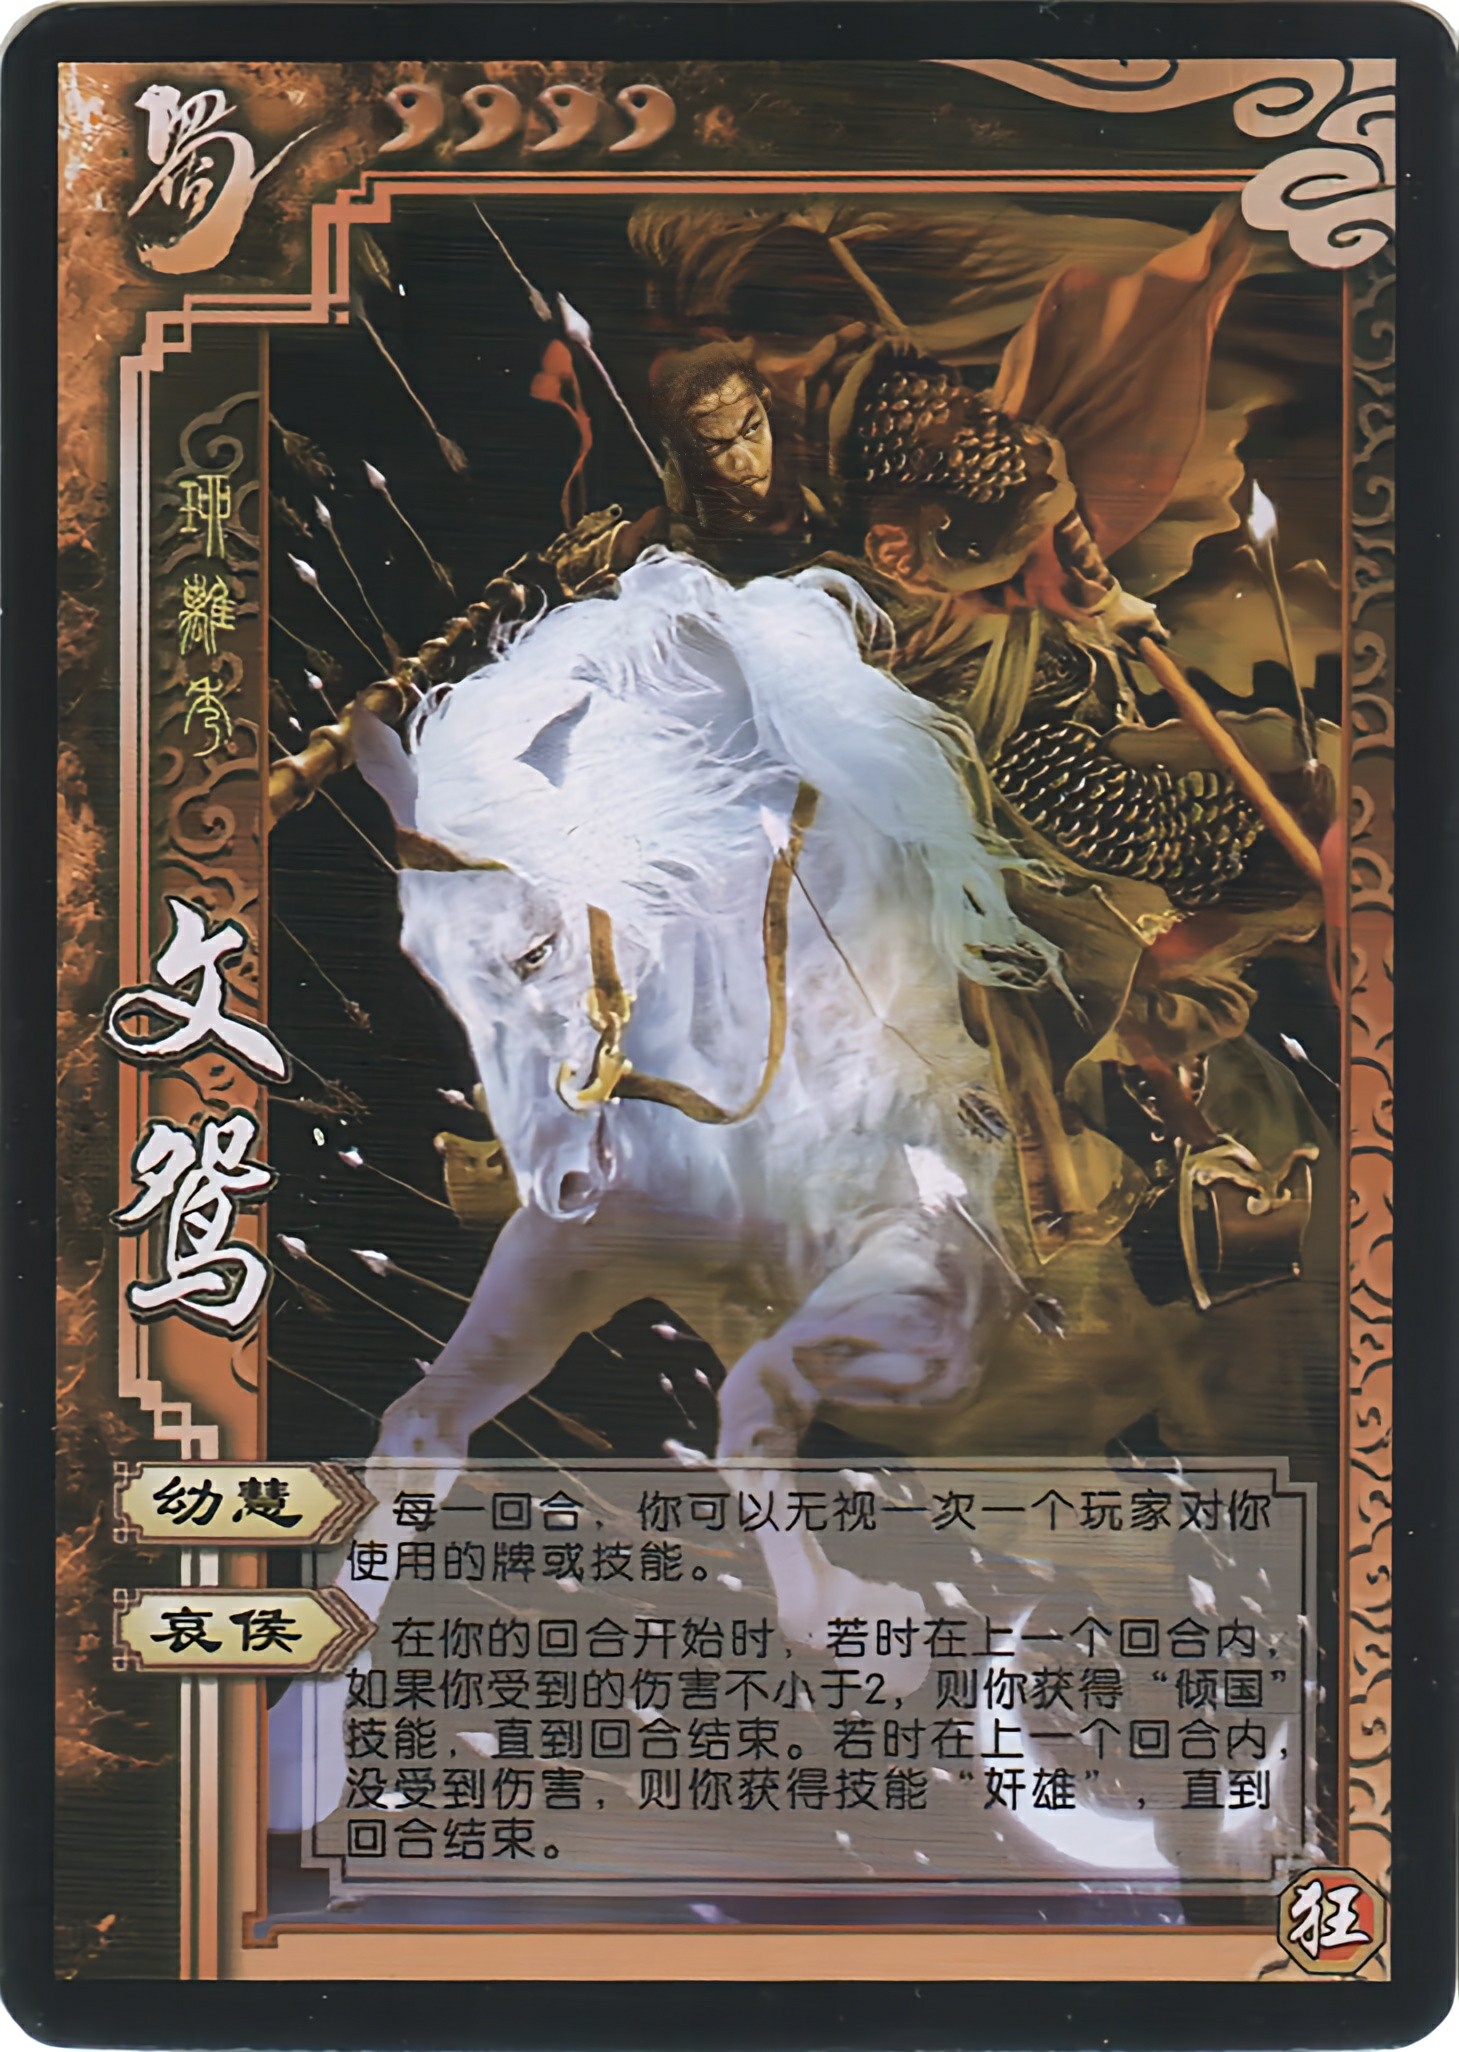 蜀
文鸳
幼慧
每一回合，你可以无视一次一个玩家对你
使用的牌或技能。
哀侯
在你的回合开始时，若时在上一个回合内，
如果你受到的伤害不小于2，则你获得“倾国”
技能，直到回合结束。若时在上一个回合内，
没受到伤害，则你获得技能“奸雄”，直到
回合结束。
狂